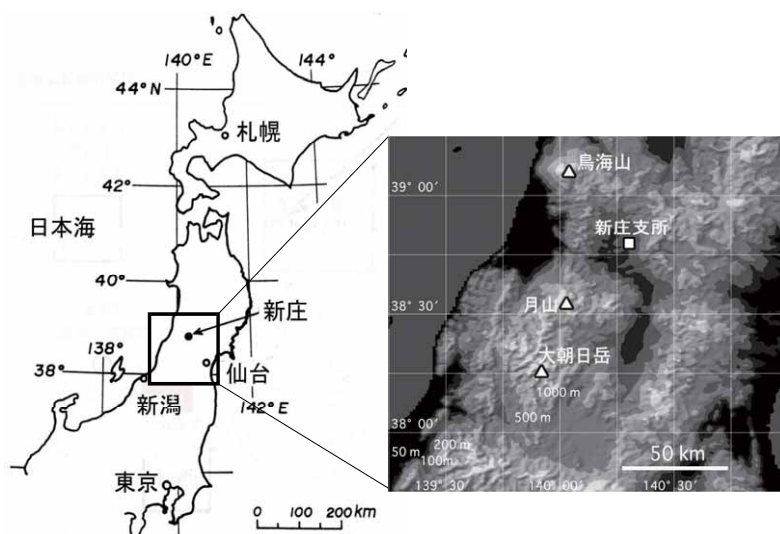 140°E
144°
44°N
札幌
42°
日本海
40°
新庄
138°
38°
仙台
新潟
142°E
東京
0 100 200km
鳥海山
39° 00'
新庄支所
38° 30'
月山
大朝日岳
1000 m
500 m
38° 00'
200 m
50 m
100m
50 km
139° 30'
140° 00'
140° 30'